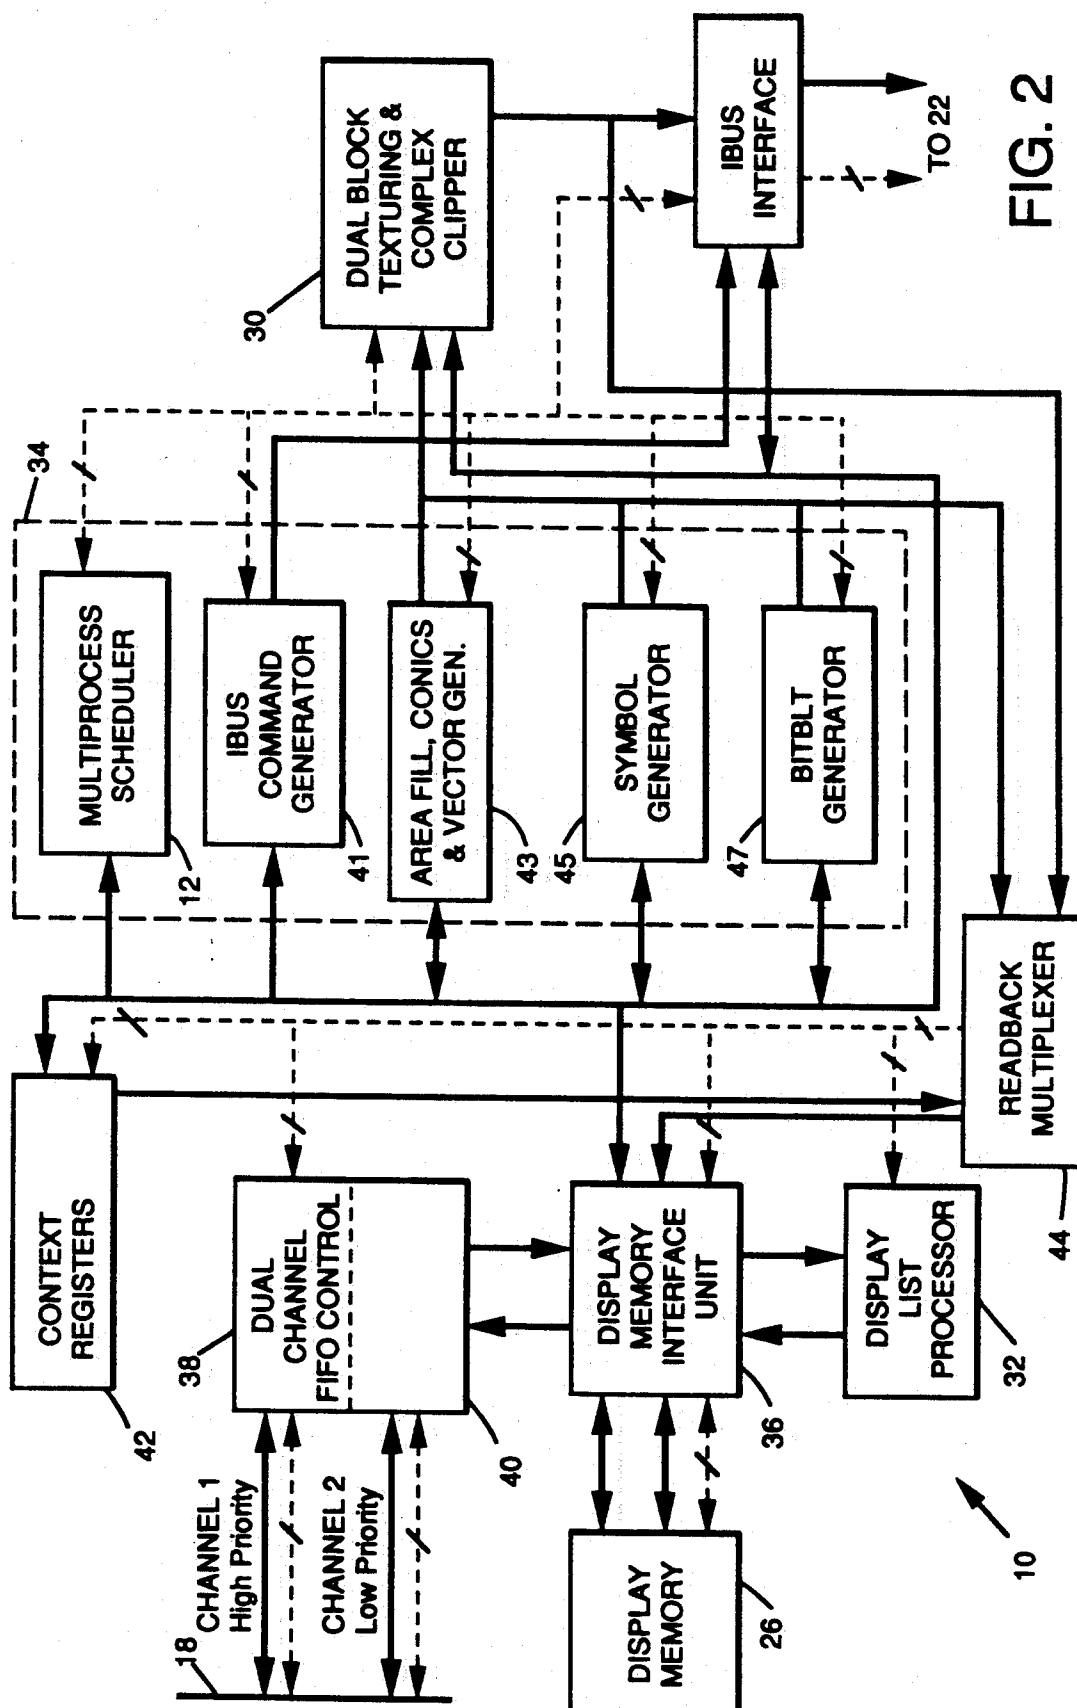 18
CHANNEL 1
High Priority
CHANNEL 2
Low Priority
42
CONTEXT
REGISTERS
38
DUAL
CHANNEL
FIFO CONTROL
40
DISPLAY
MEMORY
26
DISPLAY
MEMORY
INTERFACE
UNIT
36
DISPLAY
LIST
PROCESSOR
32
10
READBACK
MULTIPLEXER
44
34
MULTIPROCESS
SCHEDULER
12
IBUS
COMMAND
GENERATOR
41
AREA FILL, CONICS
& VECTOR GEN.
43
SYMBOL
GENERATOR
45
BITBLT
GENERATOR
47
30
DUAL BLOCK
TEXTURING &
COMPLEX
CLIPPER
IBUS
INTERFACE
TO 22
FIG. 2